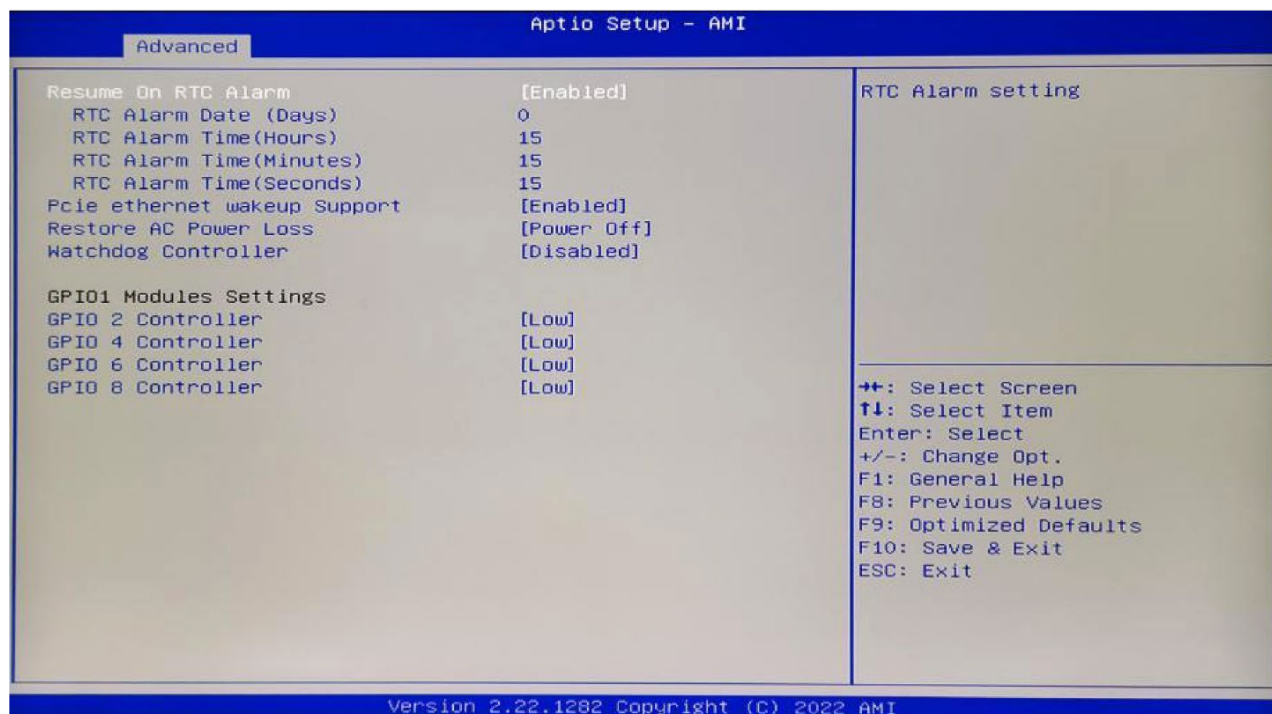 Aptio Setup – AMI
Advanced
Resume On RTC Alarm [Enabled]
RTC Alarm Date (Days) 0
RTC Alarm Time(Hours) 15
RTC Alarm Time(Minutes) 15
RTC Alarm Time(Seconds) 15
Pcie ethernet wakeup Support [Enabled]
Restore AC Power Loss [Power Off]
Watchdog Controller [Disabled]
GPIO1 Modules Settings
GPIO 2 Controller [Low]
GPIO 4 Controller [Low]
GPIO 6 Controller [Low]
GPIO 8 Controller [Low]
RTC Alarm setting
→←: Select Screen
↑↓: Select Item
Enter: Select
+/-: Change Opt.
F1: General Help
F8: Previous Values
F9: Optimized Defaults
F10: Save & Exit
ESC: Exit
Version 2.22.1282 Copyright (C) 2022 AMI